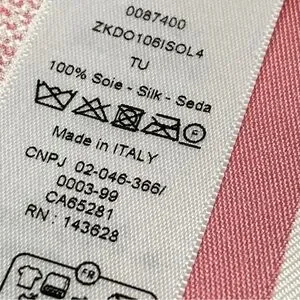 0087400
ZKDO106ISOL4
TU
100% Soie - Silk - Seda
F
Made in ITALY
CNPJ 02-046-366/
0003-99
CA65281
RN : 143628
FR